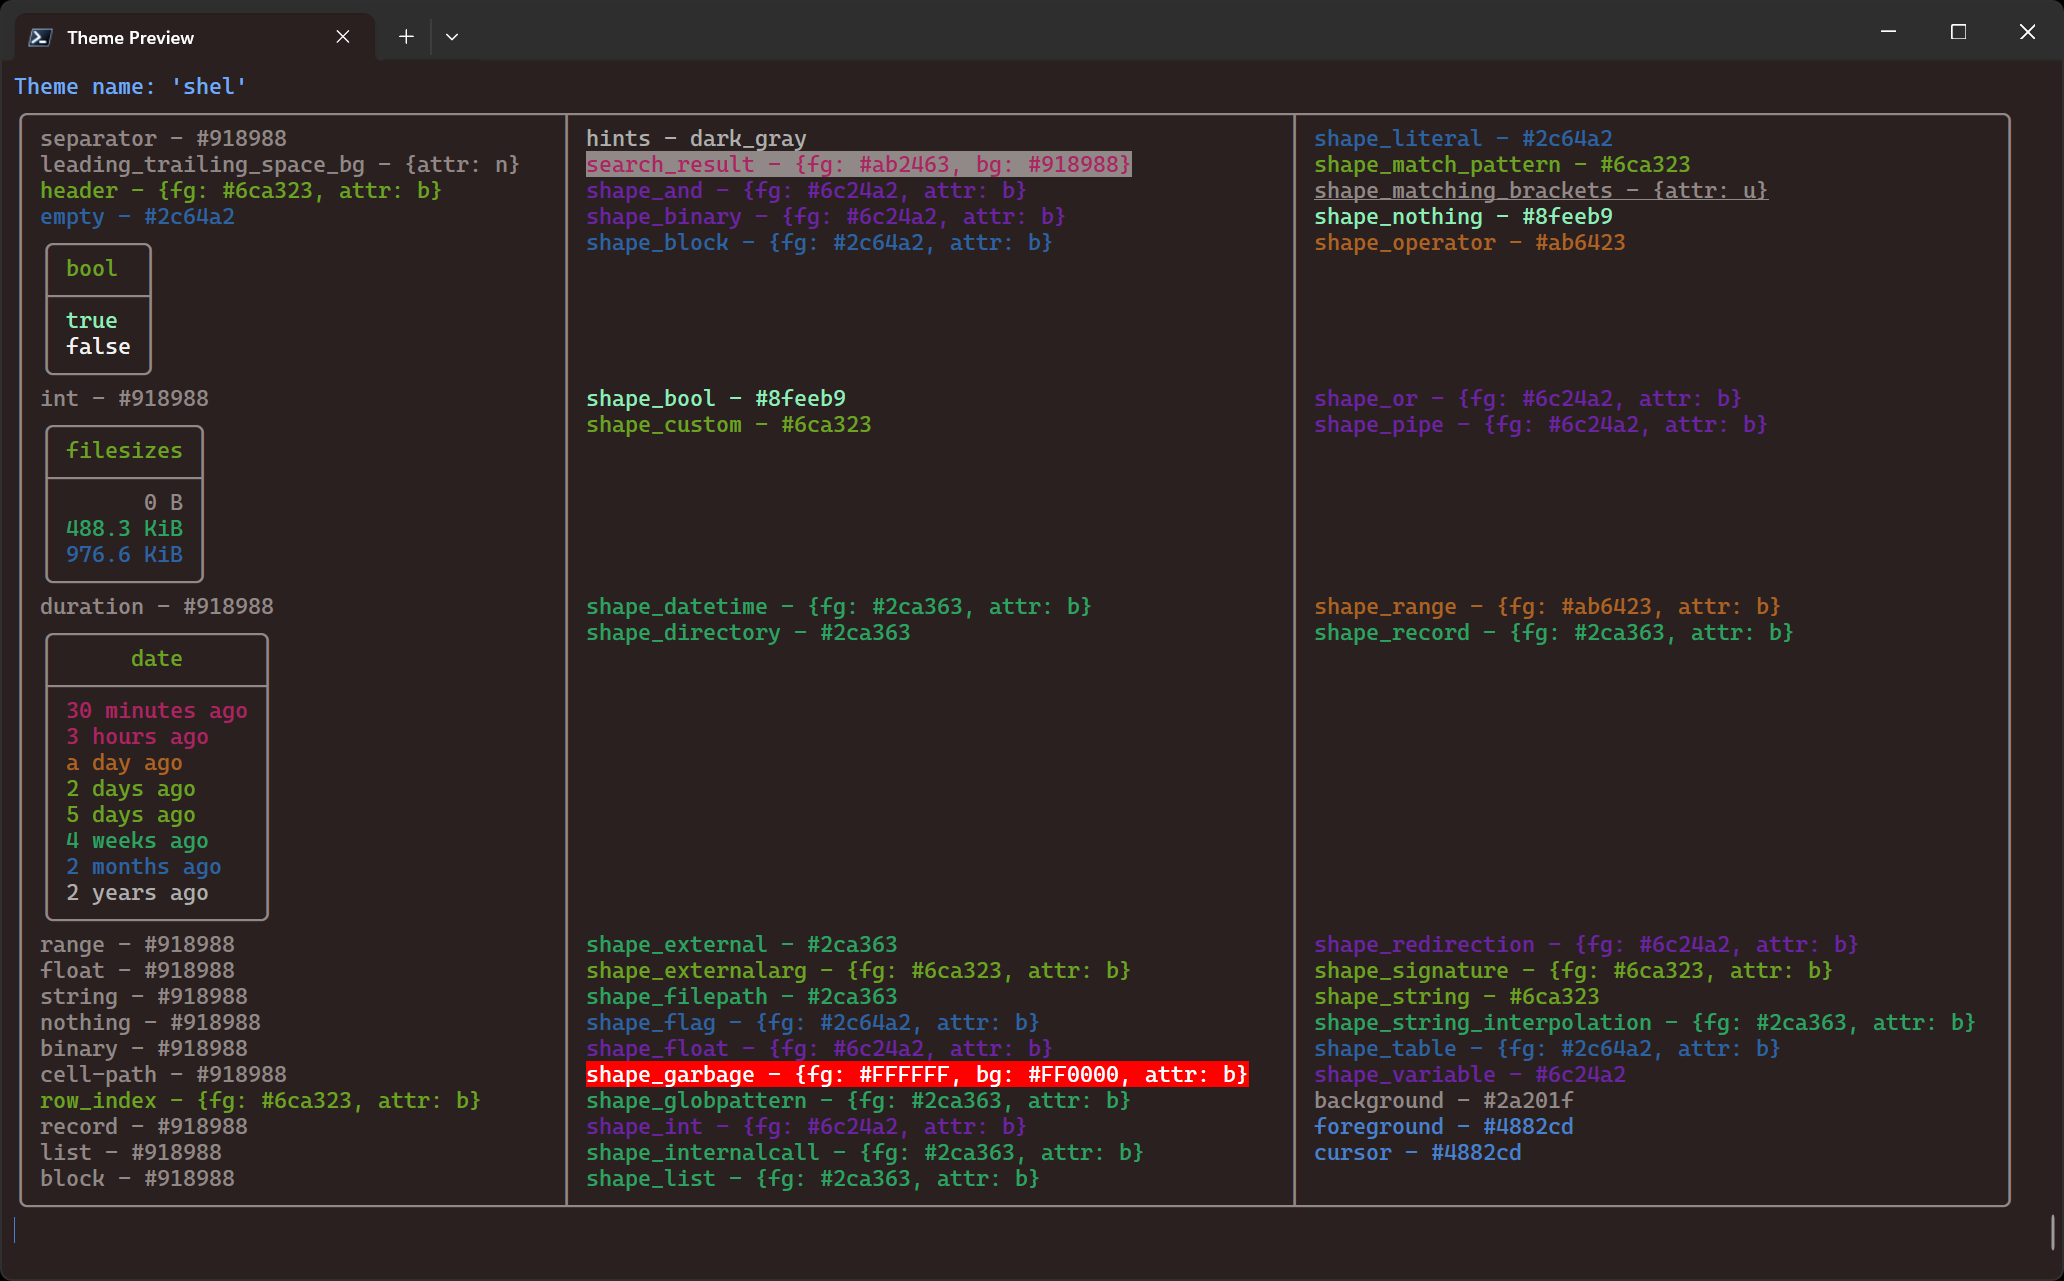 Theme Preview
Theme name: 'shel'
separator - #918988
leading_trailing_space_bg - {attr: n}
header - {fg: #6ca323, attr: b}
empty - #2c64a2
bool
true
false
int - #918988
filesizes
0 B
488.3 KiB
976.6 KiB
duration - #918988
date
30 minutes ago
3 hours ago
a day ago
2 days ago
5 days ago
4 weeks ago
2 months ago
2 years ago
range - #918988
float - #918988
string - #918988
nothing - #918988
binary - #918988
cell-path - #918988
row_index - {fg: #6ca323, attr: b}
record - #918988
list - #918988
block - #918988
hints - dark_gray
search_result - {fg: #ab2463, bg: #918988}
shape_and - {fg: #6c24a2, attr: b}
shape_binary - {fg: #6c24a2, attr: b}
shape_block - {fg: #2c64a2, attr: b}
shape_bool - #8feeb9
shape_custom - #6ca323
shape_datetime - {fg: #2ca363, attr: b}
shape_directory - #2ca363
shape_external - #2ca363
shape_externalarg - {fg: #6ca323, attr: b}
shape_filepath - #2ca363
shape_flag - {fg: #2c64a2, attr: b}
shape_float - {fg: #6c24a2, attr: b}
shape_garbage - {fg: #FFFFFF, bg: #FF0000, attr: b}
shape_globpattern - {fg: #2ca363, attr: b}
shape_int - {fg: #6c24a2, attr: b}
shape_internalcall - {fg: #2ca363, attr: b}
shape_list - {fg: #2ca363, attr: b}
shape_literal - #2c64a2
shape_match_pattern - #6ca323
shape_matching_brackets - {attr: u}
shape_nothing - #8feeb9
shape_operator - #ab6423
shape_or - {fg: #6c24a2, attr: b}
shape_pipe - {fg: #6c24a2, attr: b}
shape_range - {fg: #ab6423, attr: b}
shape_record - {fg: #2ca363, attr: b}
shape_redirection - {fg: #6c24a2, attr: b}
shape_signature - {fg: #6ca323, attr: b}
shape_string - #6ca323
shape_string_interpolation - {fg: #2ca363, attr: b}
shape_table - {fg: #2c64a2, attr: b}
shape_variable - #6c24a2
background - #2a201f
foreground - #4882cd
cursor - #4882cd